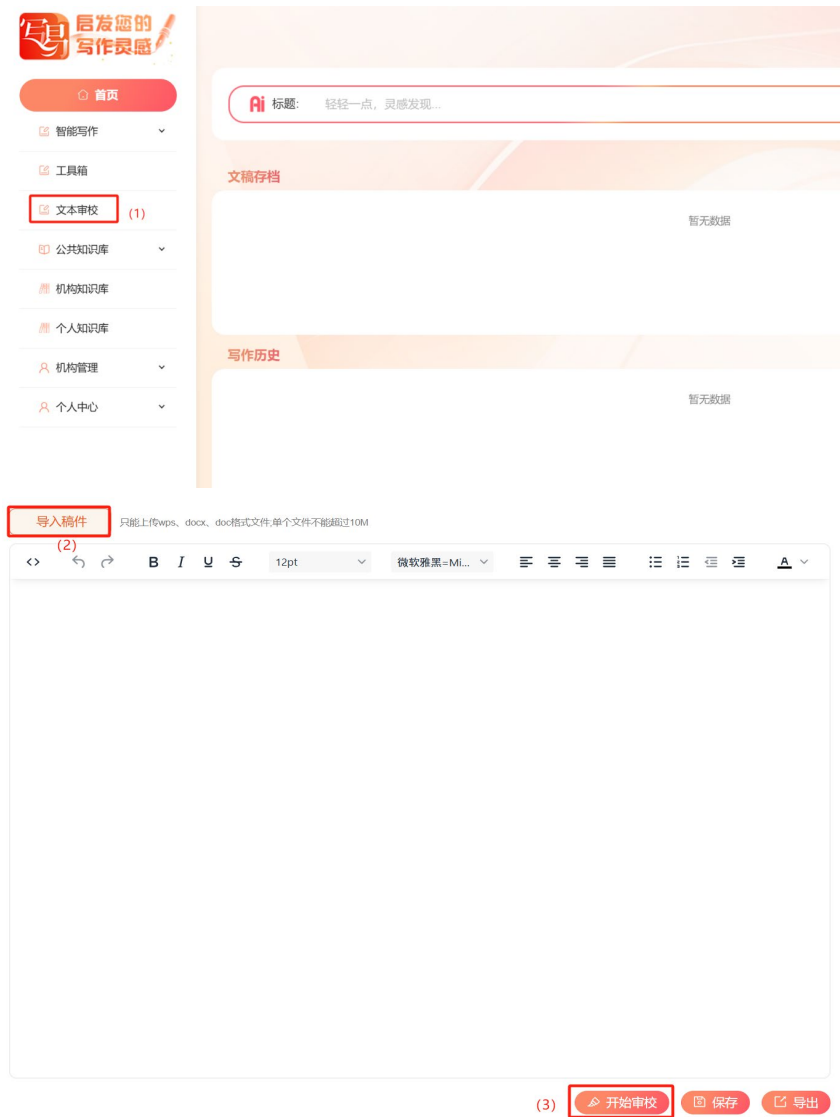 写易
启发您的
写作灵感
首页
智能写作
工具箱
文本审校 (1)
公共知识库
机构知识库
个人知识库
机构管理
个人中心
Ai 标题: 轻轻一点，灵感发现...
文稿存档
暂无数据
写作历史
暂无数据
导入稿件 只能上传wps、docx、doc格式文件,单个文件不能超过10M
(2)
B I U S 12pt 微软雅黑=Mi... A
(3) 开始审校 保存 导出